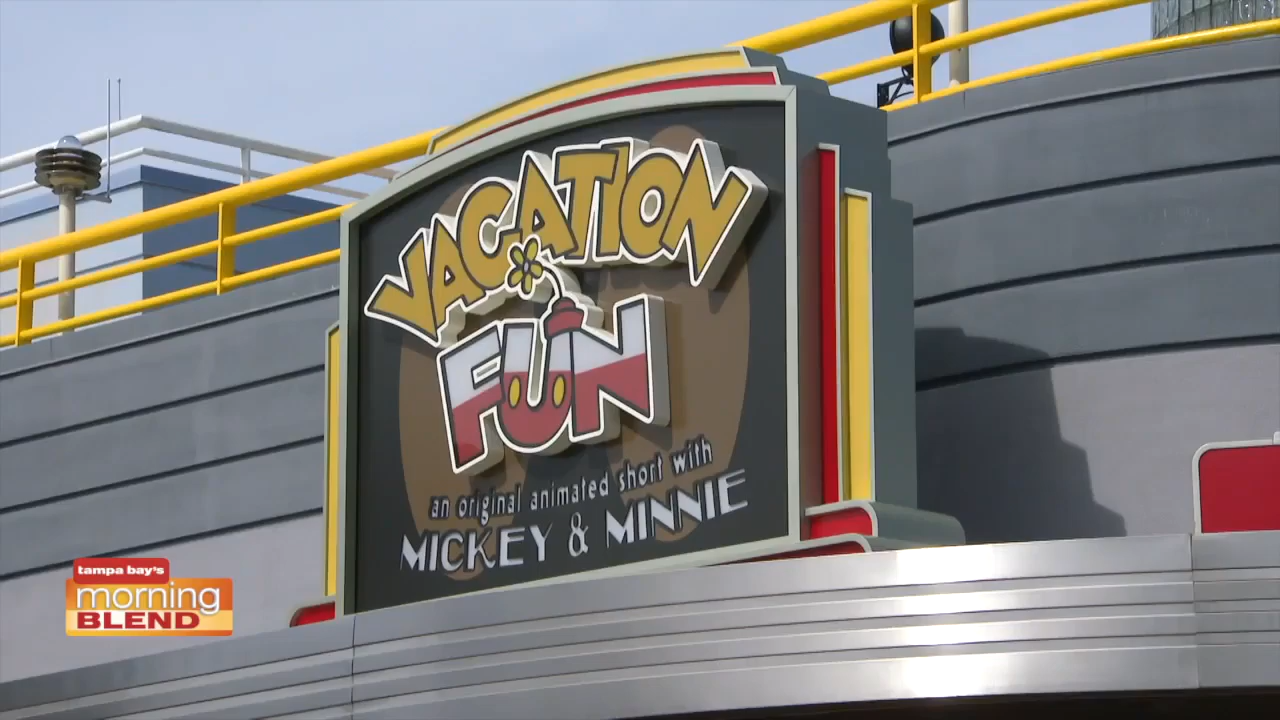 VACATION
FUN
an original animated short with
MICKEY & MINNIE
tampa bay's
morning
BLEND